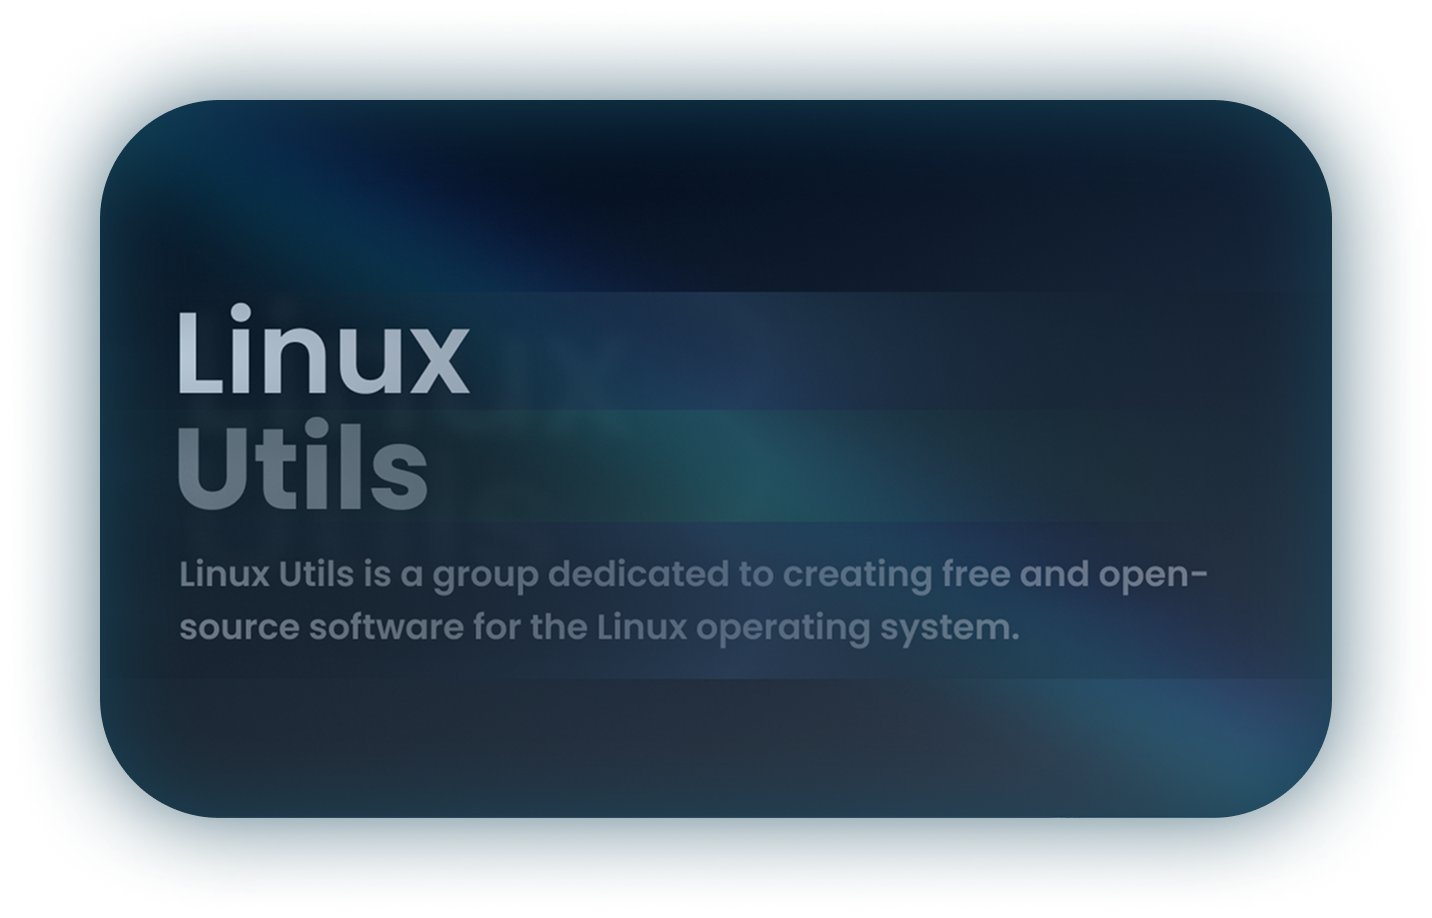 Linux
Utils
Linux Utils is a group dedicated to creating free and open-
source software for the Linux operating system.